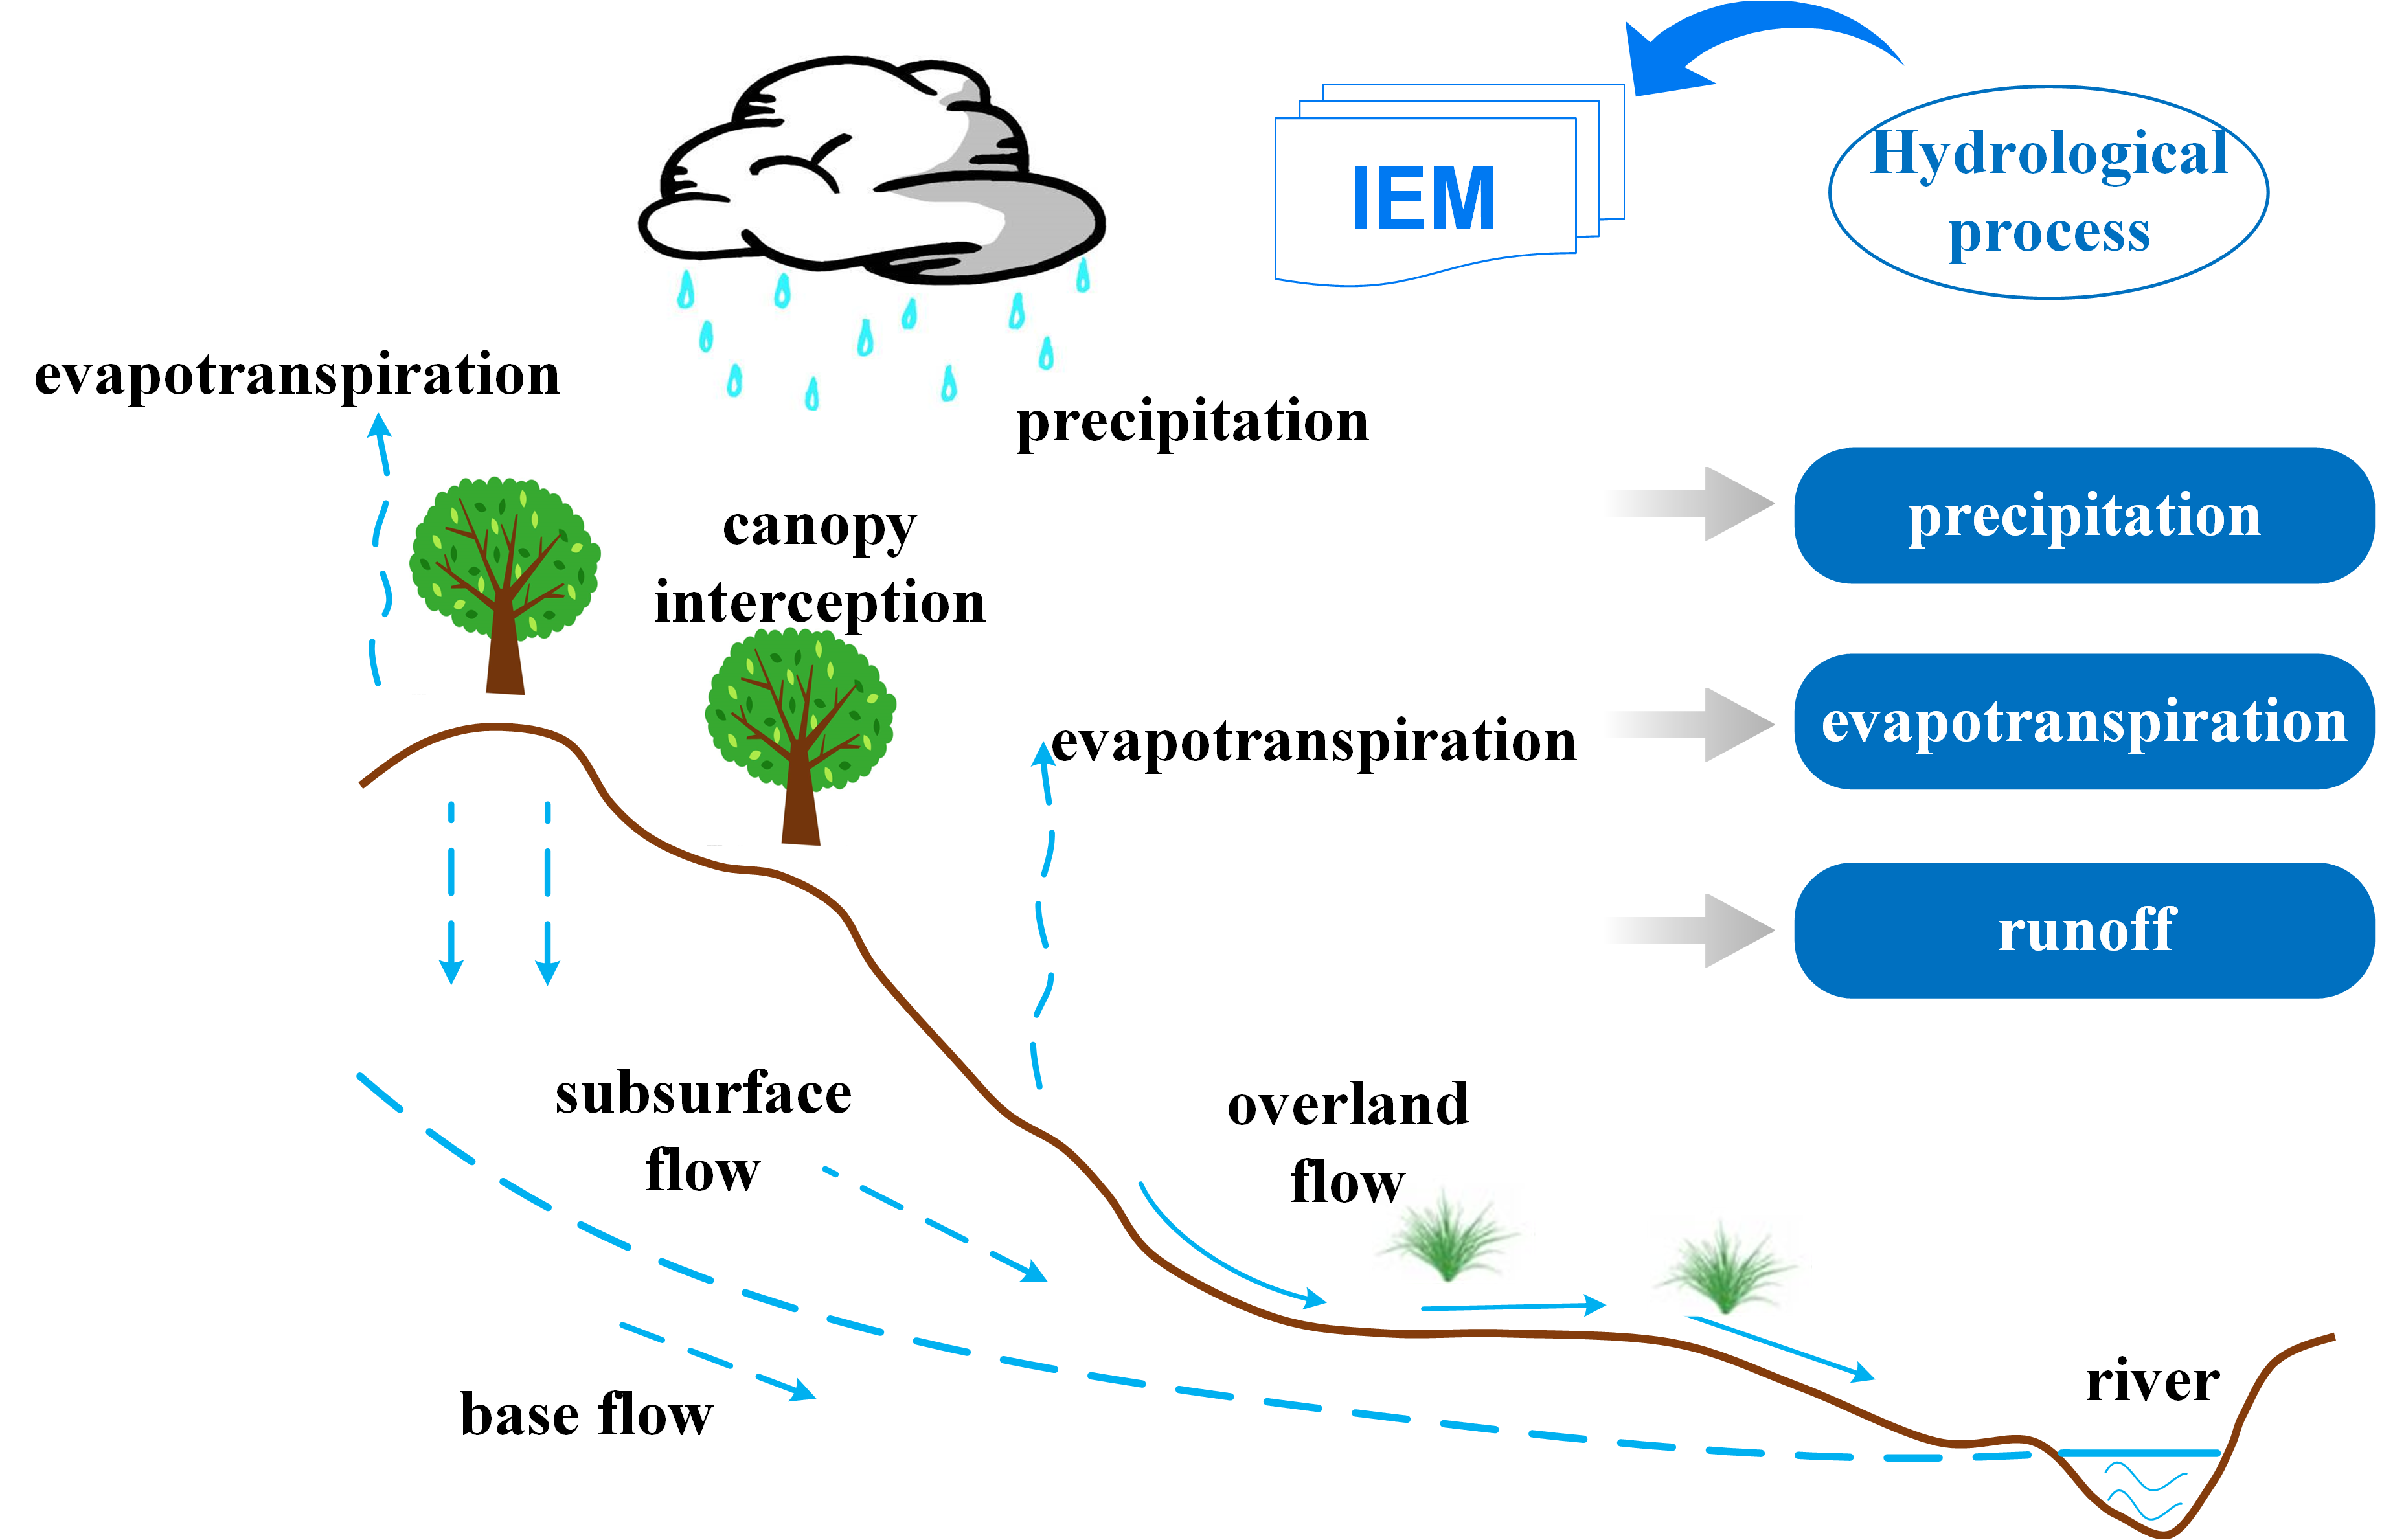 Hydrological
process
IEM
evapotranspiration
precipitation
canopy
interception
precipitation
evapotranspiration
evapotranspiration
runoff
subsurface
flow
overland
flow
base flow
river